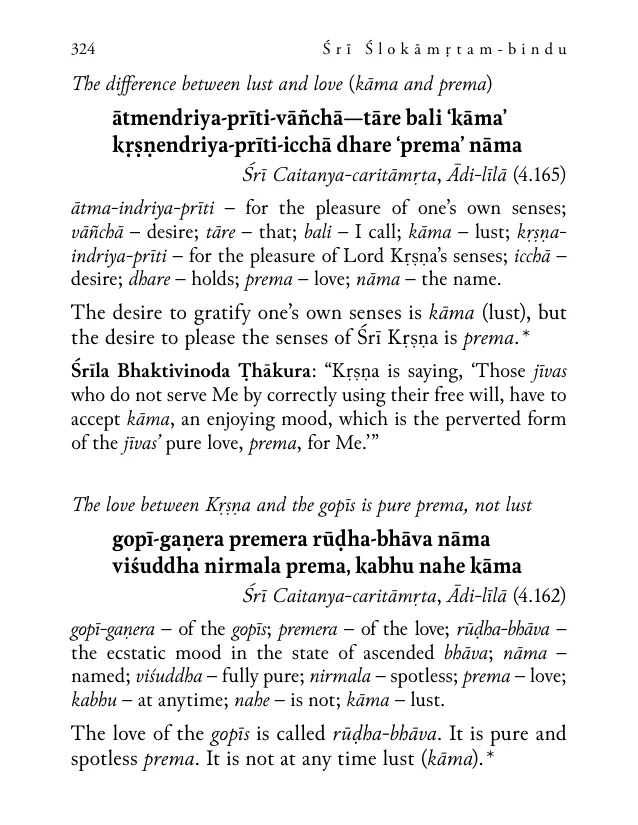 324
Śrī Ślokāmṛtam-bindu
The difference between lust and love (kāma and prema)
ātmendriya-prīti-vāñchā—tāre bali ‘kāma’
kṛṣṇendriya-prīti-icchā dhare ‘prema’ nāma
Śrī Caitanya-caritāmṛta, Ādi-līlā (4.165)
ātma-indriya-prīti – for the pleasure of one’s own senses;
vāñchā – desire; tāre – that; bali – I call; kāma – lust; kṛṣṇa-
indriya-prīti – for the pleasure of Lord Kṛṣṇa’s senses; icchā –
desire; dhare – holds; prema – love; nāma – the name.
The desire to gratify one’s own senses is kāma (lust), but
the desire to please the senses of Śrī Kṛṣṇa is prema.*
Śrīla Bhaktivinoda Ṭhākura: “Kṛṣṇa is saying, ‘Those jīvas
who do not serve Me by correctly using their free will, have to
accept kāma, an enjoying mood, which is the perverted form
of the jīvas’ pure love, prema, for Me.’”
The love between Kṛṣṇa and the gopīs is pure prema, not lust
gopī-gaṇera premera rūḍha-bhāva nāma
viśuddha nirmala prema, kabhu nahe kāma
Śrī Caitanya-caritāmṛta, Ādi-līlā (4.162)
gopī-gaṇera – of the gopīs; premera – of the love; rūḍha-bhāva –
the ecstatic mood in the state of ascended bhāva; nāma –
named; viśuddha – fully pure; nirmala – spotless; prema – love;
kabhu – at anytime; nahe – is not; kāma – lust.
The love of the gopīs is called rūḍha-bhāva. It is pure and
spotless prema. It is not at any time lust (kāma).*